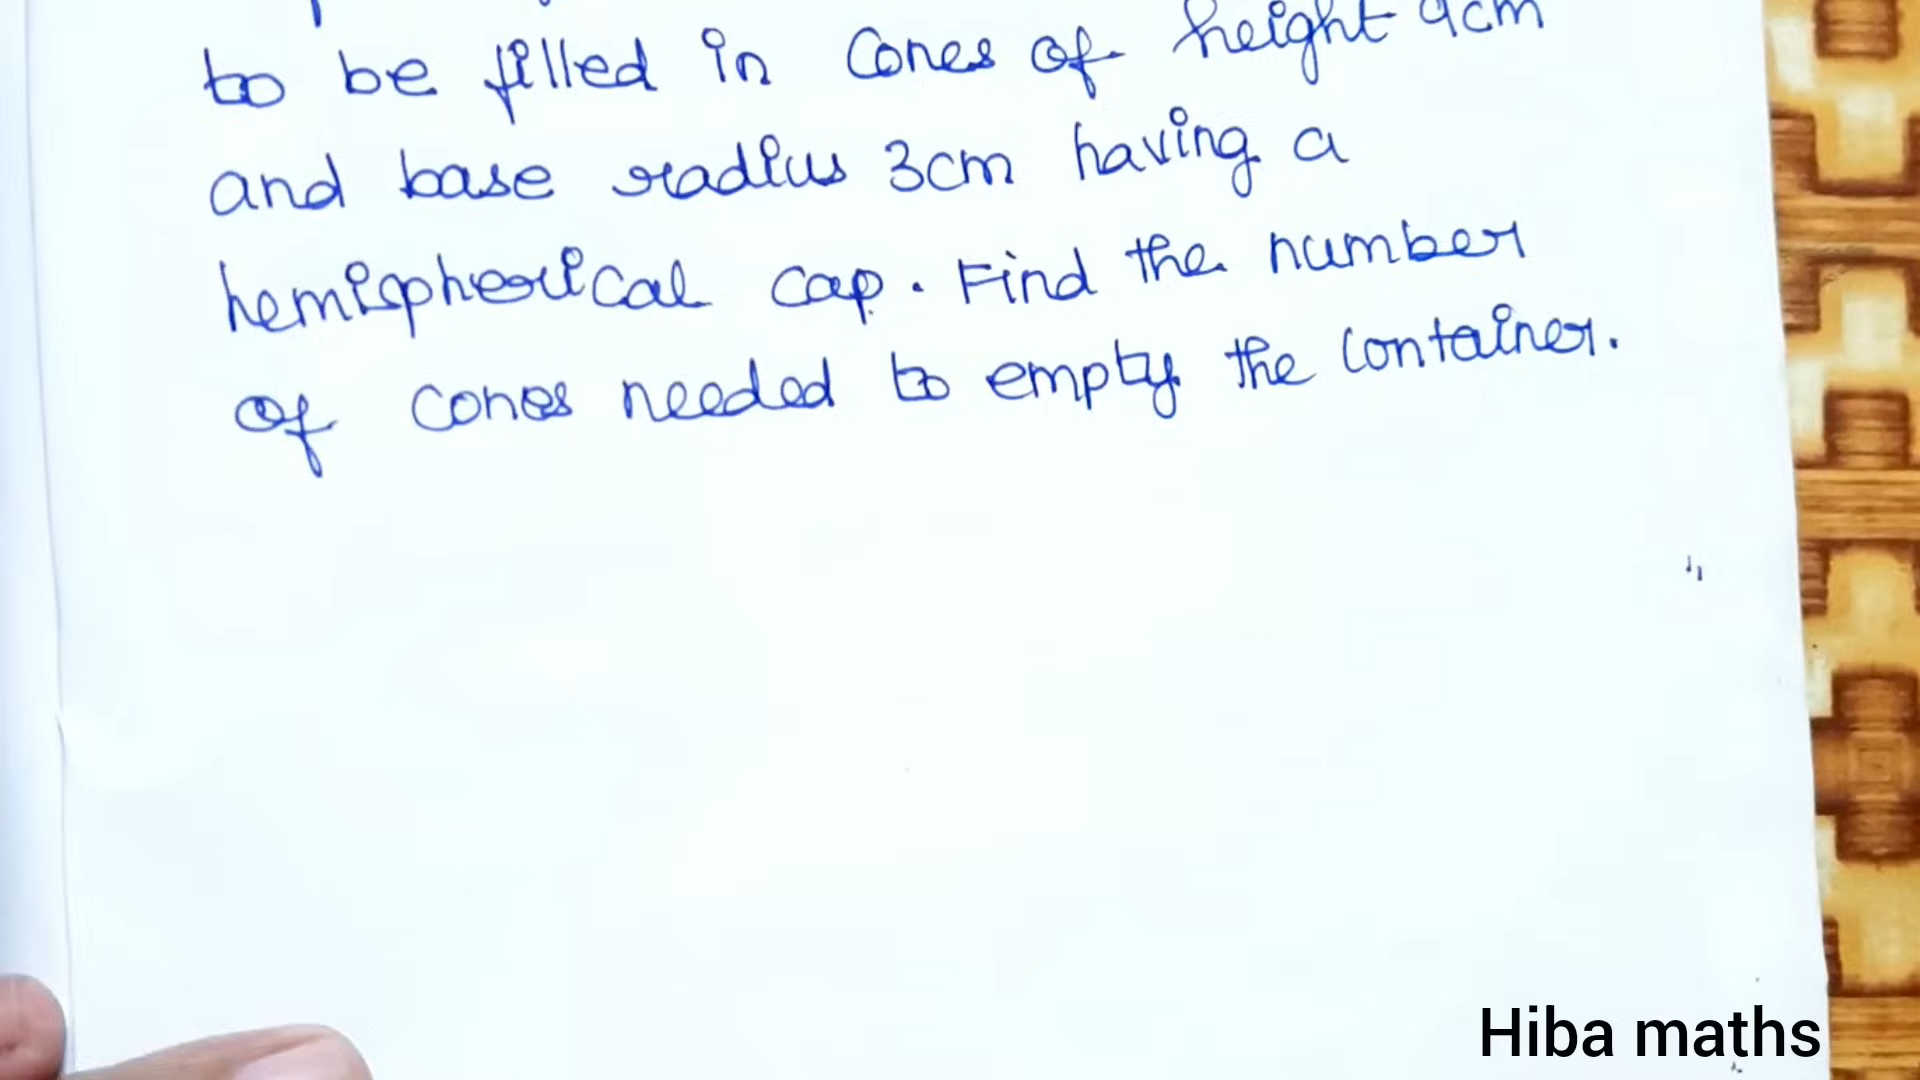 to be filled in cones of height 9cm
and base radius 3cm having a
hemispherical cap. Find the number
of cones needed to empty the container.
Hiba maths